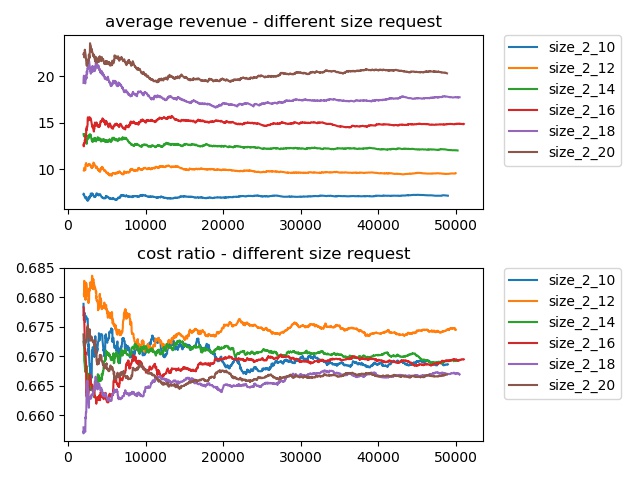 average revenue - different size request
20
15
10
0
10000
20000
30000
40000
50000
size_2_10
size_2_12
size_2_14
size_2_16
size_2_18
size_2_20
cost ratio - different size request
0.685
0.680
0.675
0.670
0.665
0.660
0
10000
20000
30000
40000
50000
size_2_10
size_2_12
size_2_14
size_2_16
size_2_18
size_2_20